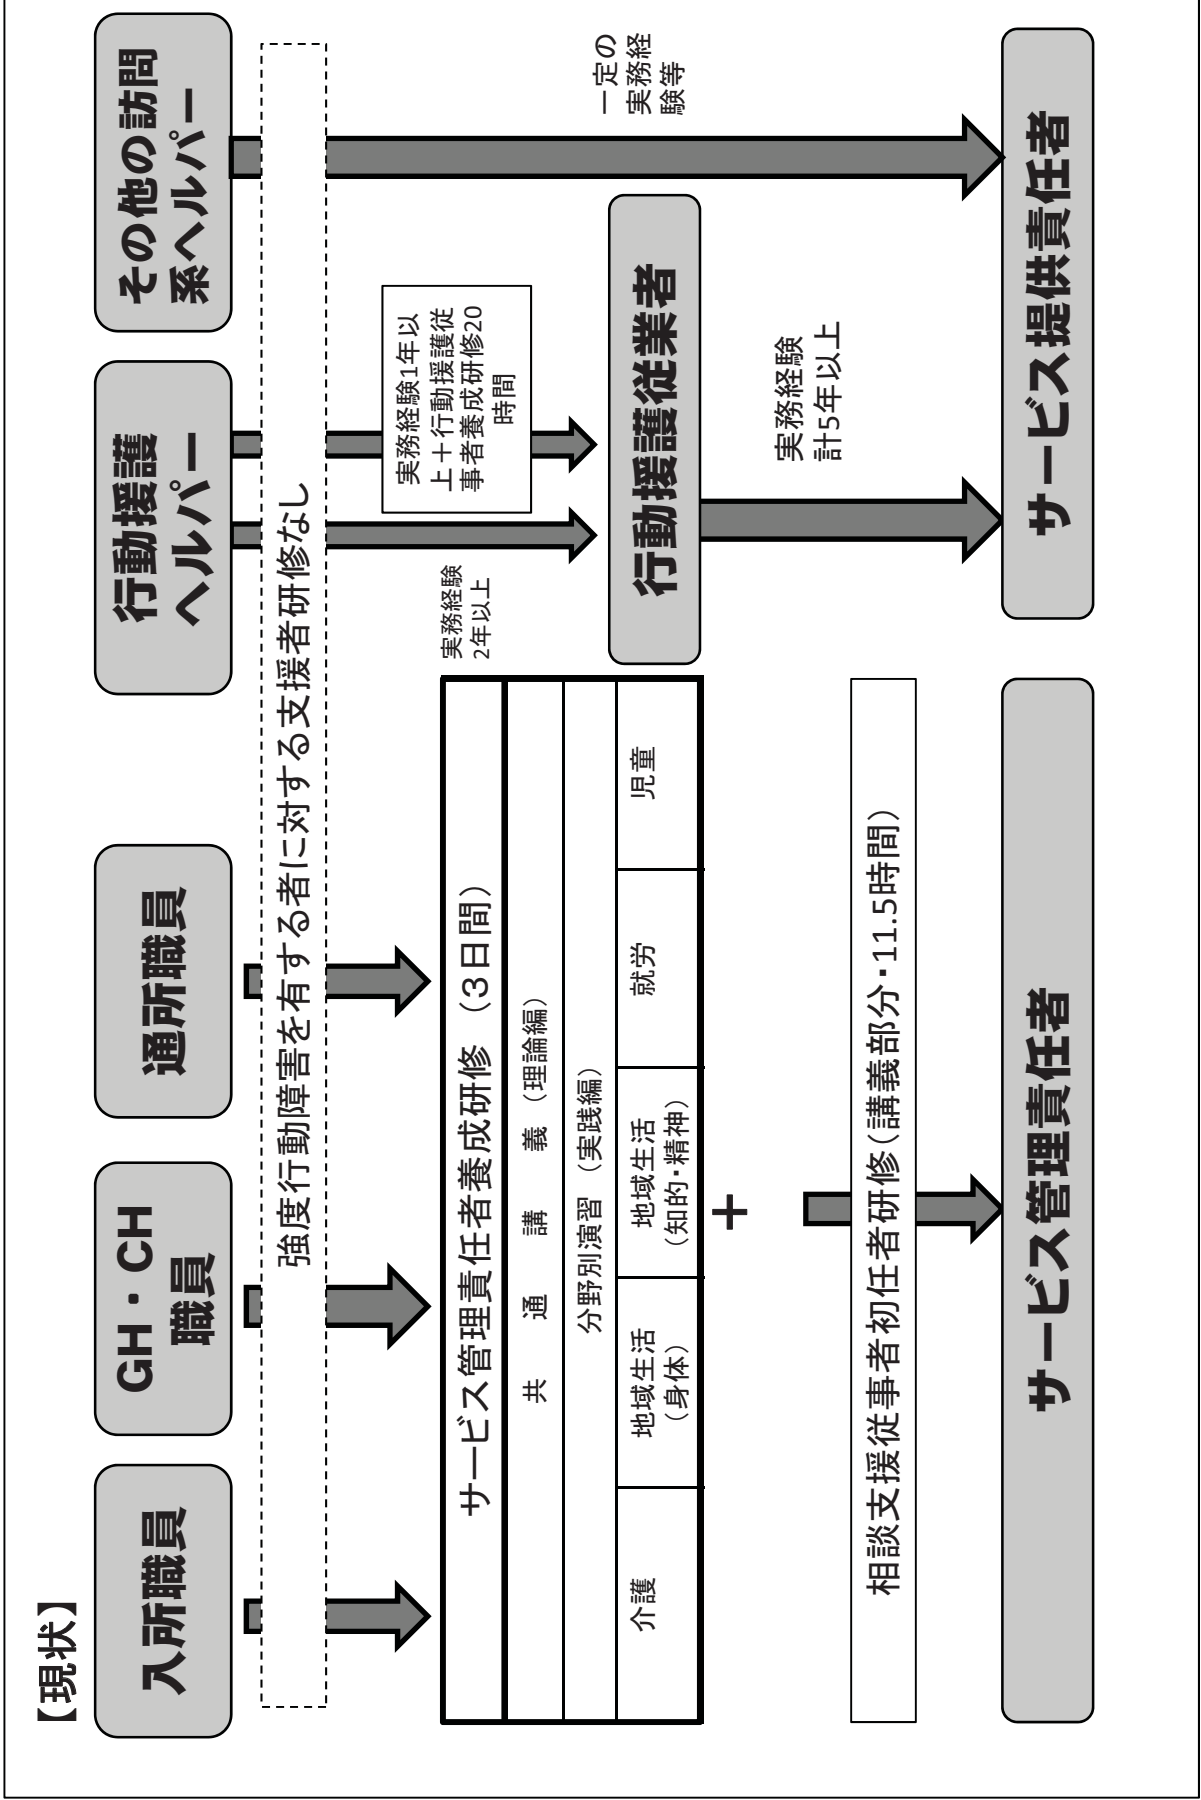 【現状】
入所職員
GH・CH
職員
通所職員
行動援護
ヘルパー
その他の訪問
系ヘルパー
強度行動障害を有する者に対する支援者研修なし
サービス管理責任者養成研修 (3日間)
共 通 講 義 (理論編)
分野別演習 (実践編)
介護
地域生活
(身体)
地域生活
(知的・精神)
就労
児童
実務経験
2年以上
実務経験1年以
上+行動援護従
事者養成研修20
時間
一定の
実務経
験等
行動援護従業者
+
相談支援従事者初任者研修(講義部分・11.5時間)
実務経験
計5年以上
サービス管理責任者
サービス提供責任者